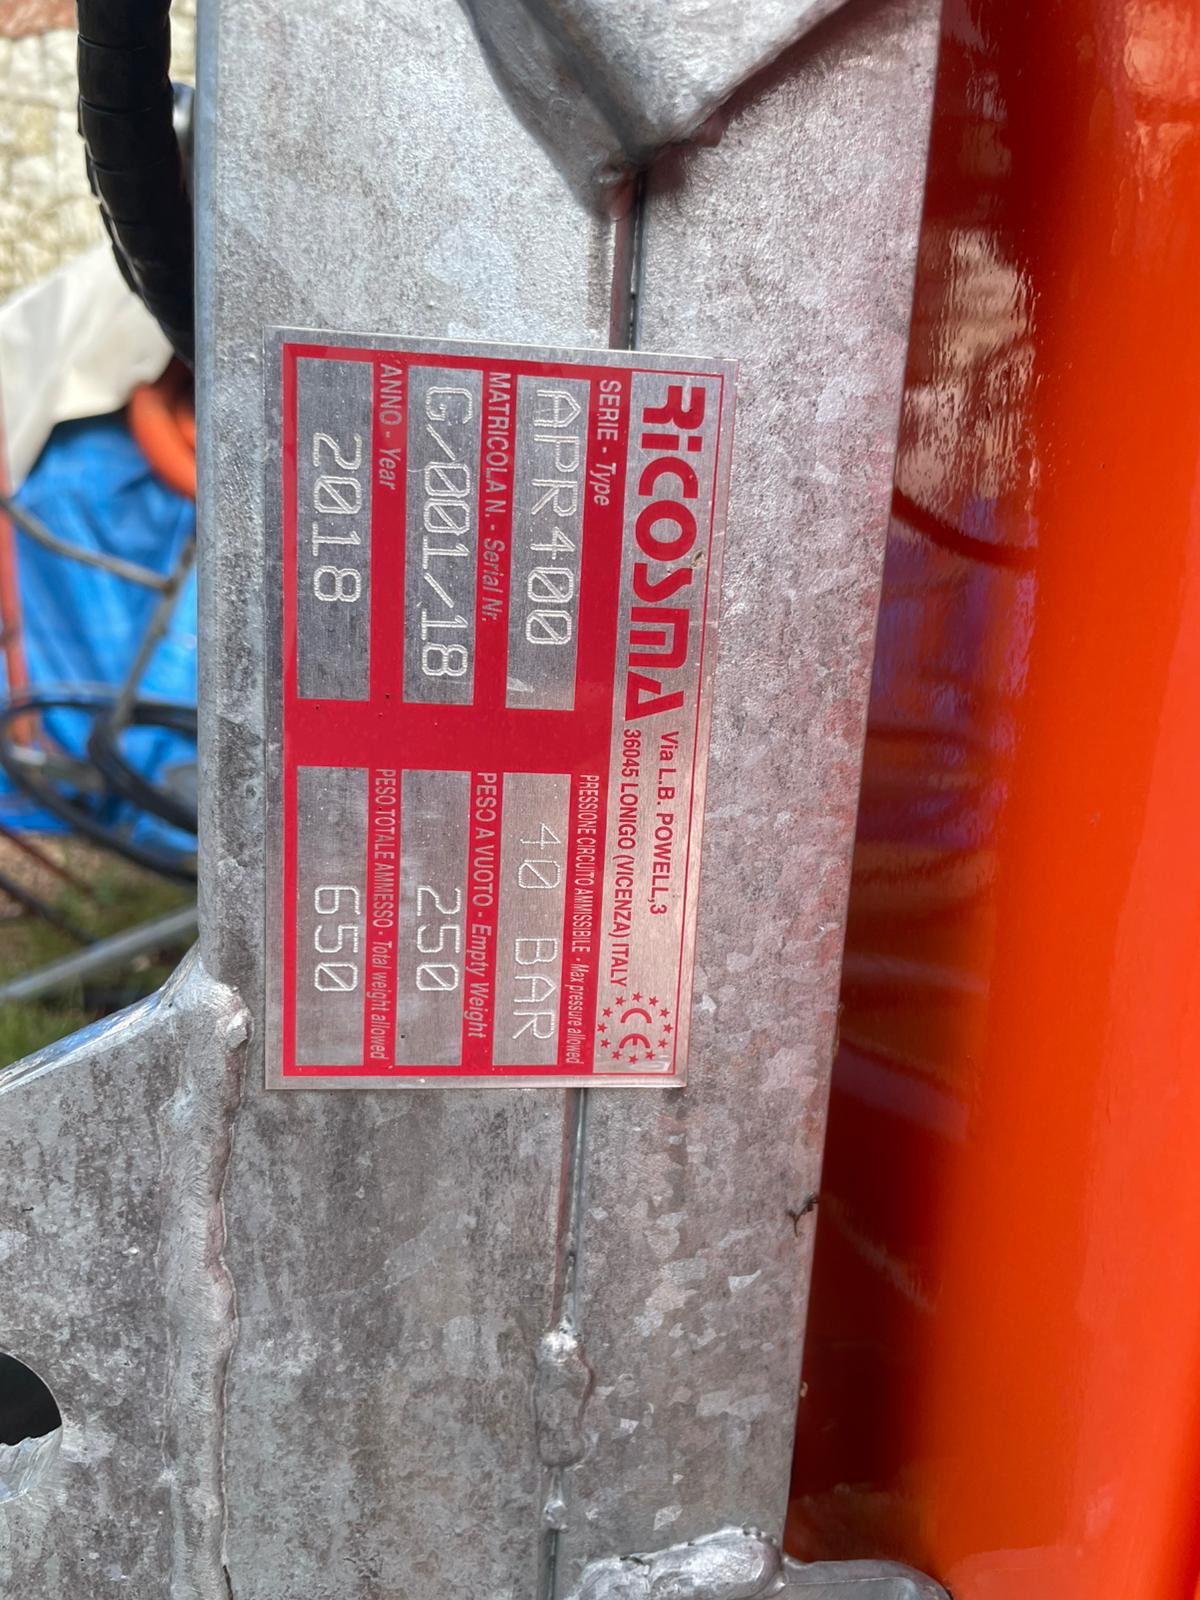 RICOSMA
Via L.B. POWELL,3
36045 LONIGO (VICENZA) ITALY
CE
SERIE - Type
APR400
PRESSIONE CIRCUITO AMMISSIBILE - Max pressure allowed
40 BAR
MATRICOLA N. - Serial Nr.
G/001/18
PESO A VUOTO - Empty Weight
250
ANNO - Year
2018
PESO TOTALE AMMESSO - Total weight allowed
650